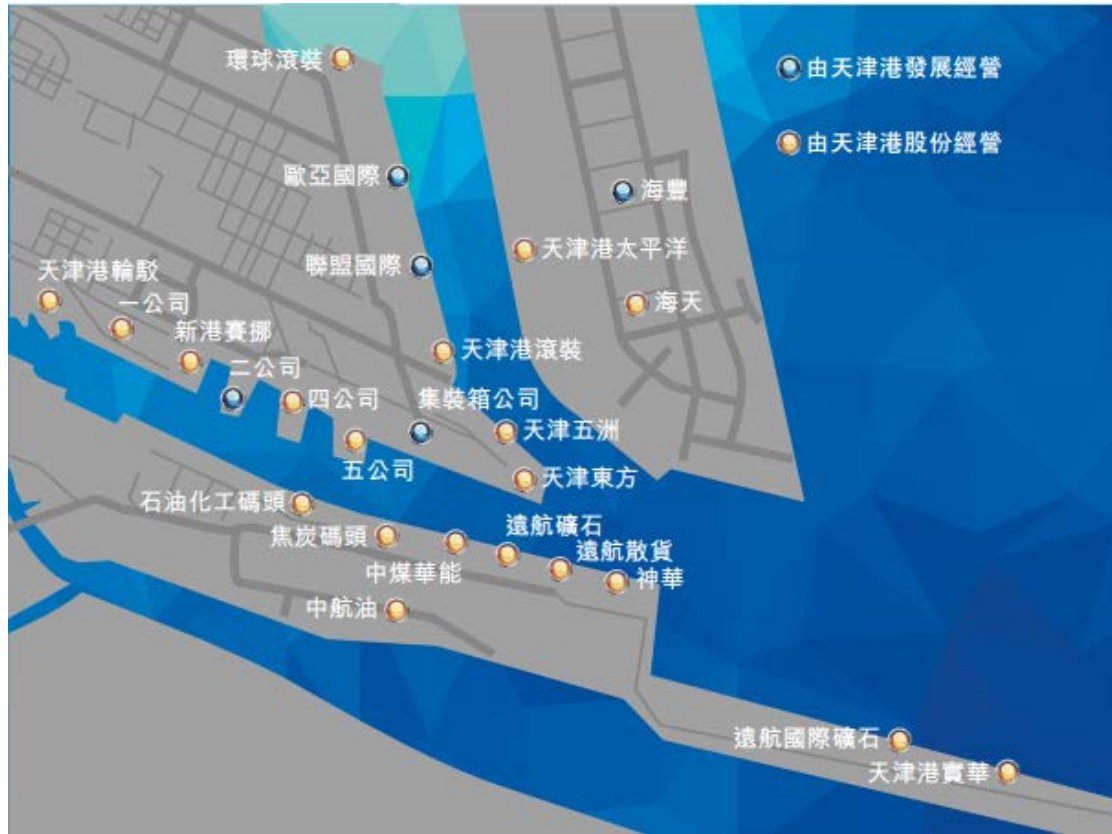 環球滾裝
由天津港發展經營
由天津港股份經營
歐亞國際
海豐
天津港太平洋
聯盟國際
天津港輪駁
海天
一公司
新港賽挪
天津港滾裝
二公司
四公司
集裝箱公司
天津五洲
五公司
天津東方
石油化工碼頭
焦炭碼頭
遠航礦石
遠航散貨
中煤華能
神華
中航油
遠航國際礦石
天津港實華